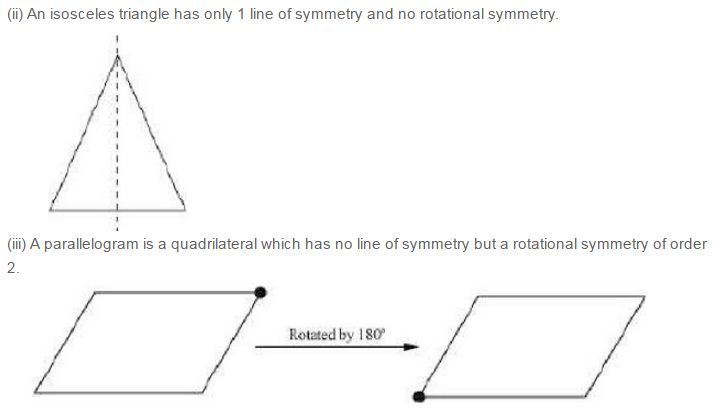 (ii) An isosceles triangle has only 1 line of symmetry and no rotational symmetry.
(iii) A parallelogram is a quadrilateral which has no line of symmetry but a rotational symmetry of order
2.
Rotated by 180°